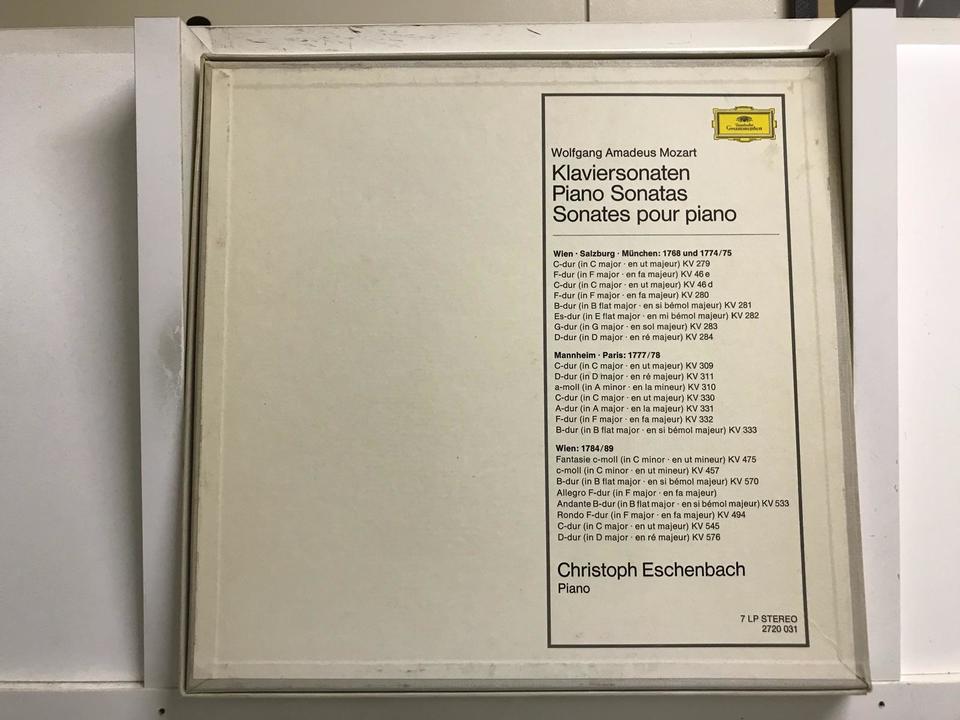 Deutsche
Grammophon
Wolfgang Amadeus Mozart
Klaviersonaten
Piano Sonatas
Sonates pour piano
Wien · Salzburg · München: 1768 und 1774/75
C-dur (in C major · en ut majeur) KV 279
F-dur (in F major · en fa majeur) KV 46 e
C-dur (in C major · en ut majeur) KV 46 d
F-dur (in F major · en fa majeur) KV 280
B-dur (in B flat major · en si bémol majeur) KV 281
Es-dur (in E flat major · en mi bémol majeur) KV 282
G-dur (in G major · en sol majeur) KV 283
D-dur (in D major · en ré majeur) KV 284
Mannheim · Paris: 1777/78
C-dur (in C major · en ut majeur) KV 309
D-dur (in D major · en ré majeur) KV 311
a-moll (in A minor · en la mineur) KV 310
C-dur (in C major · en ut majeur) KV 330
A-dur (in A major · en la majeur) KV 331
F-dur (in F major · en fa majeur) KV 332
B-dur (in B flat major · en si bémol majeur) KV 333
Wien: 1784/89
Fantasie c-moll (in C minor · en ut mineur) KV 475
c-moll (in C minor · en ut mineur) KV 457
B-dur (in B flat major · en si bémol majeur) KV 570
Allegro F-dur (in F major · en fa majeur)
Andante B-dur (in B flat major · en si bémol majeur) KV 533
Rondo F-dur (in F major · en fa majeur) KV 494
C-dur (in C major · en ut majeur) KV 545
D-dur (in D major · en ré majeur) KV 576
Christoph Eschenbach
Piano
7 LP STEREO
2720 031